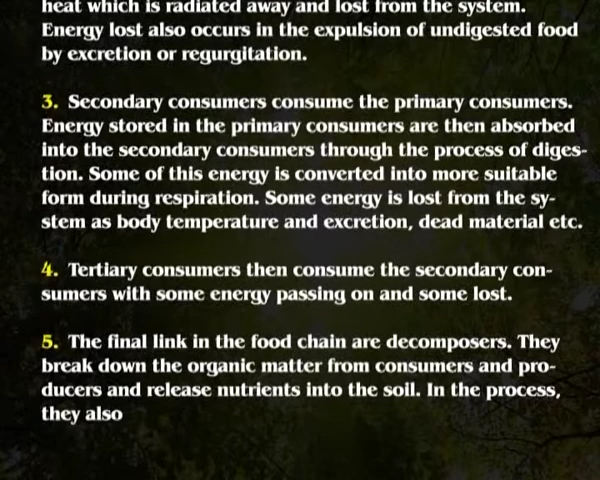 heat which is radiated away and lost from the system.
Energy lost also occurs in the expulsion of undigested food
by excretion or regurgitation.
3. Secondary consumers consume the primary consumers.
Energy stored in the primary consumers are then absorbed
into the secondary consumers through the process of diges-
tion. Some of this energy is converted into more suitable
form during respiration. Some energy is lost from the sy-
stem as body temperature and excretion, dead material etc.
4. Tertiary consumers then consume the secondary con-
sumers with some energy passing on and some lost.
5. The final link in the food chain are decomposers. They
break down the organic matter from consumers and pro-
ducers and release nutrients into the soil. In the process,
they also